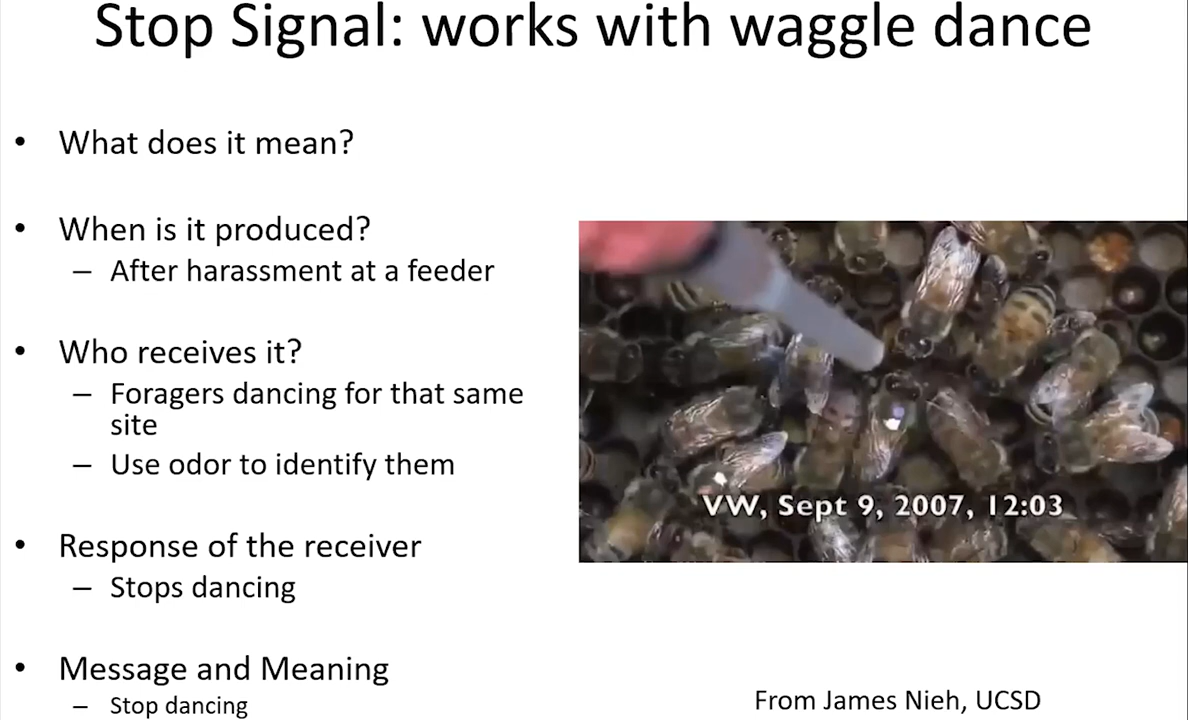 Stop Signal: works with waggle dance
• What does it mean?
• When is it produced?
– After harassment at a feeder
• Who receives it?
– Foragers dancing for that same
site
– Use odor to identify them
• Response of the receiver
– Stops dancing
• Message and Meaning
– Stop dancing
VW, Sept 9, 2007, 12:03
From James Nieh, UCSD